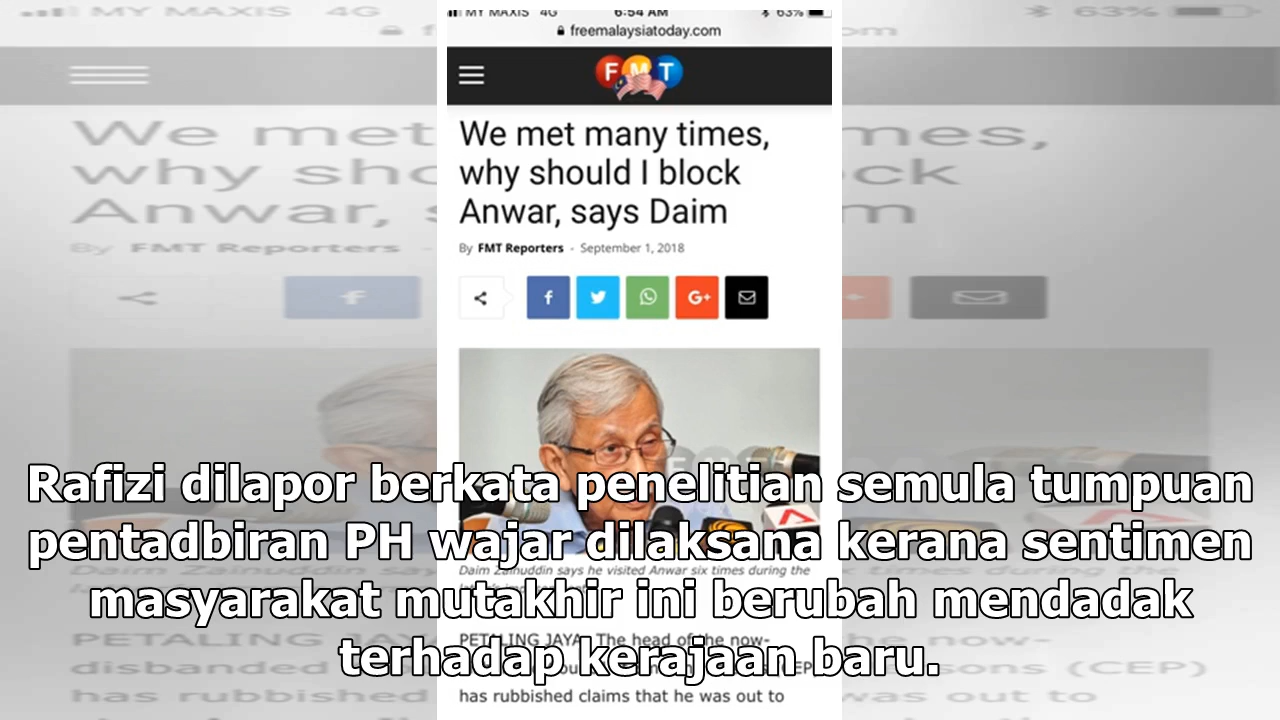 MY MAXIS 4G 6:54 AM 63%
freemalaysiatoday.com
FMT
We met many times,
why should I block
Anwar, says Daim
By FMT Reporters - September 1, 2018
Rafizi dilapor berkata penelitian semula tumpuan
pentadbiran PH wajar dilaksana kerana sentimen
Daim Zainuddin says he visited Anwar six times during the
masyarakat mutakhir ini berubah mendadak
PETALING JAYA: The head of the now-
terhadap kerajaan baru.
has rubbished claims that he was out to